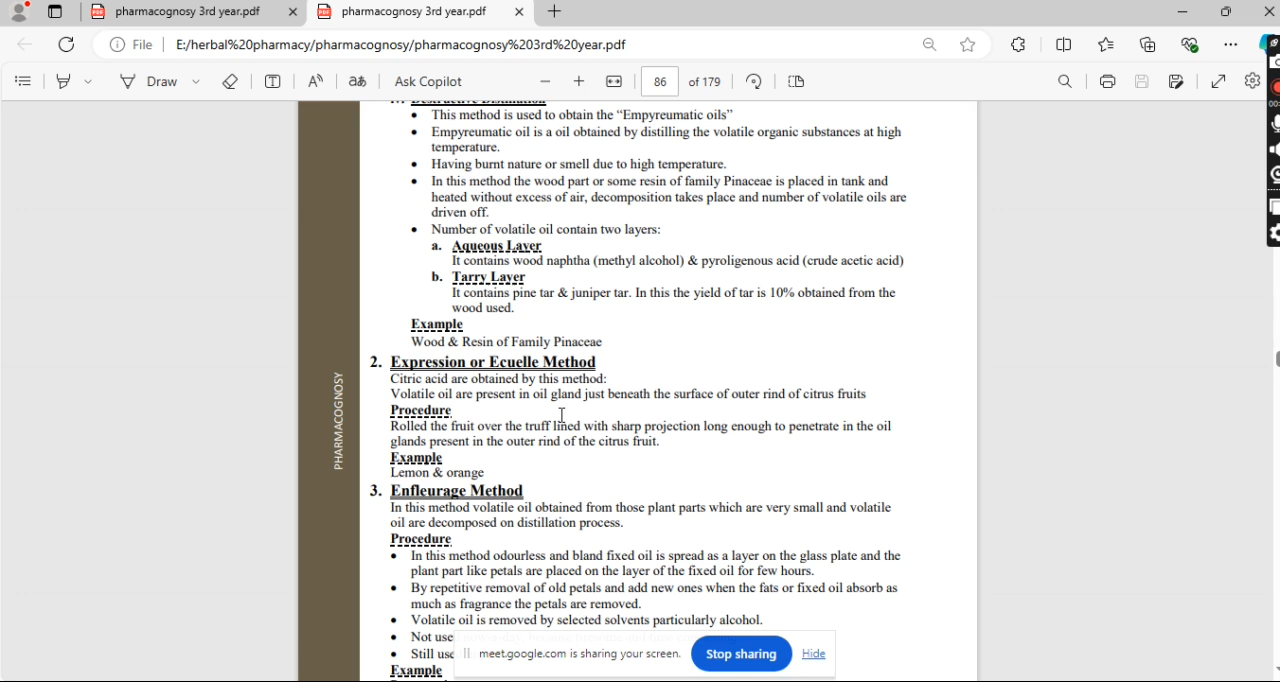 pharmacognosy 3rd year.pdf
pharmacognosy 3rd year.pdf
File E:/herbal%20pharmacy/pharmacognosy/pharmacognosy%203rd%20year.pdf
Draw aあ Ask Copilot 86 of 179
Destructive Distillation
• This method is used to obtain the “Empyreumatic oils”
• Empyreumatic oil is a oil obtained by distilling the volatile organic substances at high
temperature.
• Having burnt nature or smell due to high temperature.
• In this method the wood part or some resin of family Pinaceae is placed in tank and
heated without excess of air, decomposition takes place and number of volatile oils are
driven off.
• Number of volatile oil contain two layers:
a. Aqueous Layer
It contains wood naphtha (methyl alcohol) & pyroligenous acid (crude acetic acid)
b. Tarry Layer
It contains pine tar & juniper tar. In this the yield of tar is 10% obtained from the
wood used.
Example
Wood & Resin of Family Pinaceae
2. Expression or Ecuelle Method
Citric acid are obtained by this method:
Volatile oil are present in oil gland just beneath the surface of outer rind of citrus fruits
Procedure
Rolled the fruit over the truff lined with sharp projection long enough to penetrate in the oil
glands present in the outer rind of the citrus fruit.
Example
Lemon & orange
3. Enfleurage Method
In this method volatile oil obtained from those plant parts which are very small and volatile
oil are decomposed on distillation process.
Procedure
• In this method odourless and bland fixed oil is spread as a layer on the glass plate and the
plant part like petals are placed on the layer of the fixed oil for few hours.
• By repetitive removal of old petals and add new ones when the fats or fixed oil absorb as
much as fragrance the petals are removed.
• Volatile oil is removed by selected solvents particularly alcohol.
• Not use
• Still use
Example
PHARMACOGNOSY
meet.google.com is sharing your screen. Stop sharing Hide